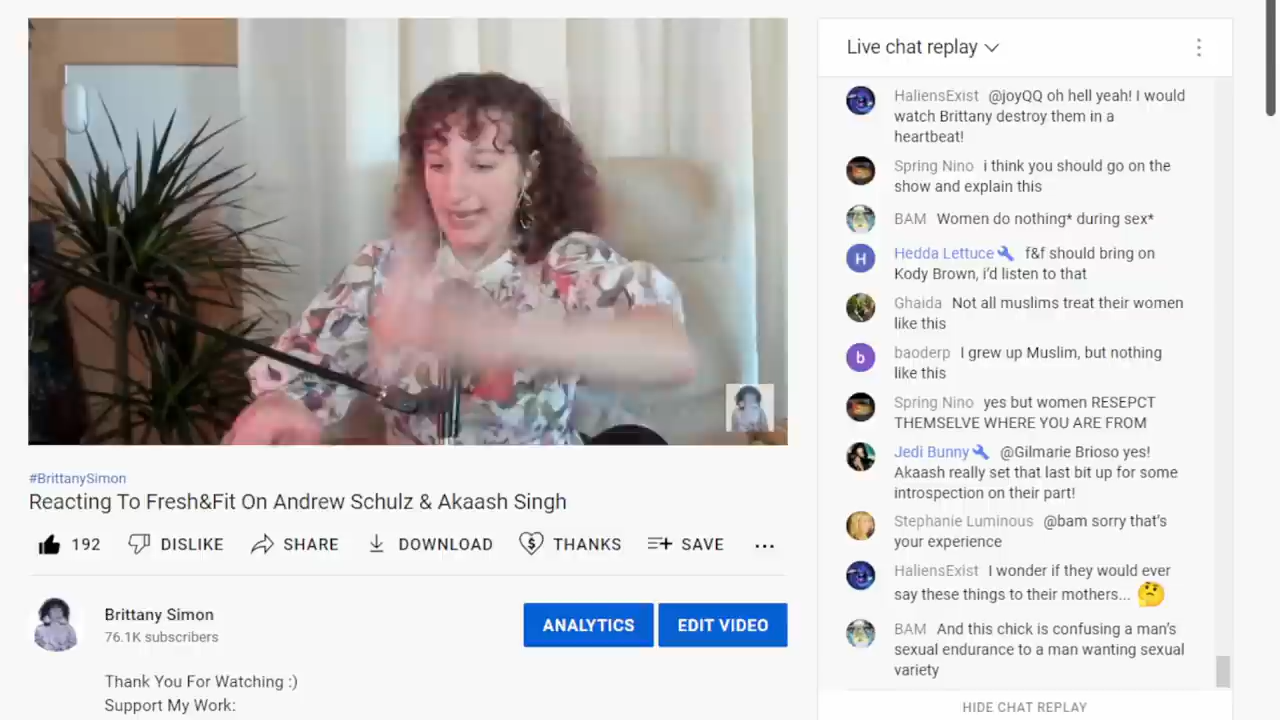 #BrittanySimon
Reacting To Fresh&Fit On Andrew Schulz & Akaash Singh
192
DISLIKE
SHARE
DOWNLOAD
THANKS
SAVE
Brittany Simon
76.1K subscribers
ANALYTICS
EDIT VIDEO
Thank You For Watching :)
Support My Work:
Live chat replay
HaliensExist @joyQQ oh hell yeah! I would
watch Brittany destroy them in a
heartbeat!
Spring Nino i think you should go on the
show and explain this
BAM Women do nothing* during sex*
H
Hedda Lettuce f&f should bring on
Kody Brown, i'd listen to that
Ghaida Not all muslims treat their women
like this
b
baoderp I grew up Muslim, but nothing
like this
Spring Nino yes but women RESEPCT
THEMSELVE WHERE YOU ARE FROM
Jedi Bunny @Gilmarie Brioso yes!
Akaash really set that last bit up for some
introspection on their part!
Stephanie Luminous @bam sorry that's
your experience
HaliensExist I wonder if they would ever
say these things to their mothers...
BAM And this chick is confusing a man's
sexual endurance to a man wanting sexual
variety
HIDE CHAT REPLAY